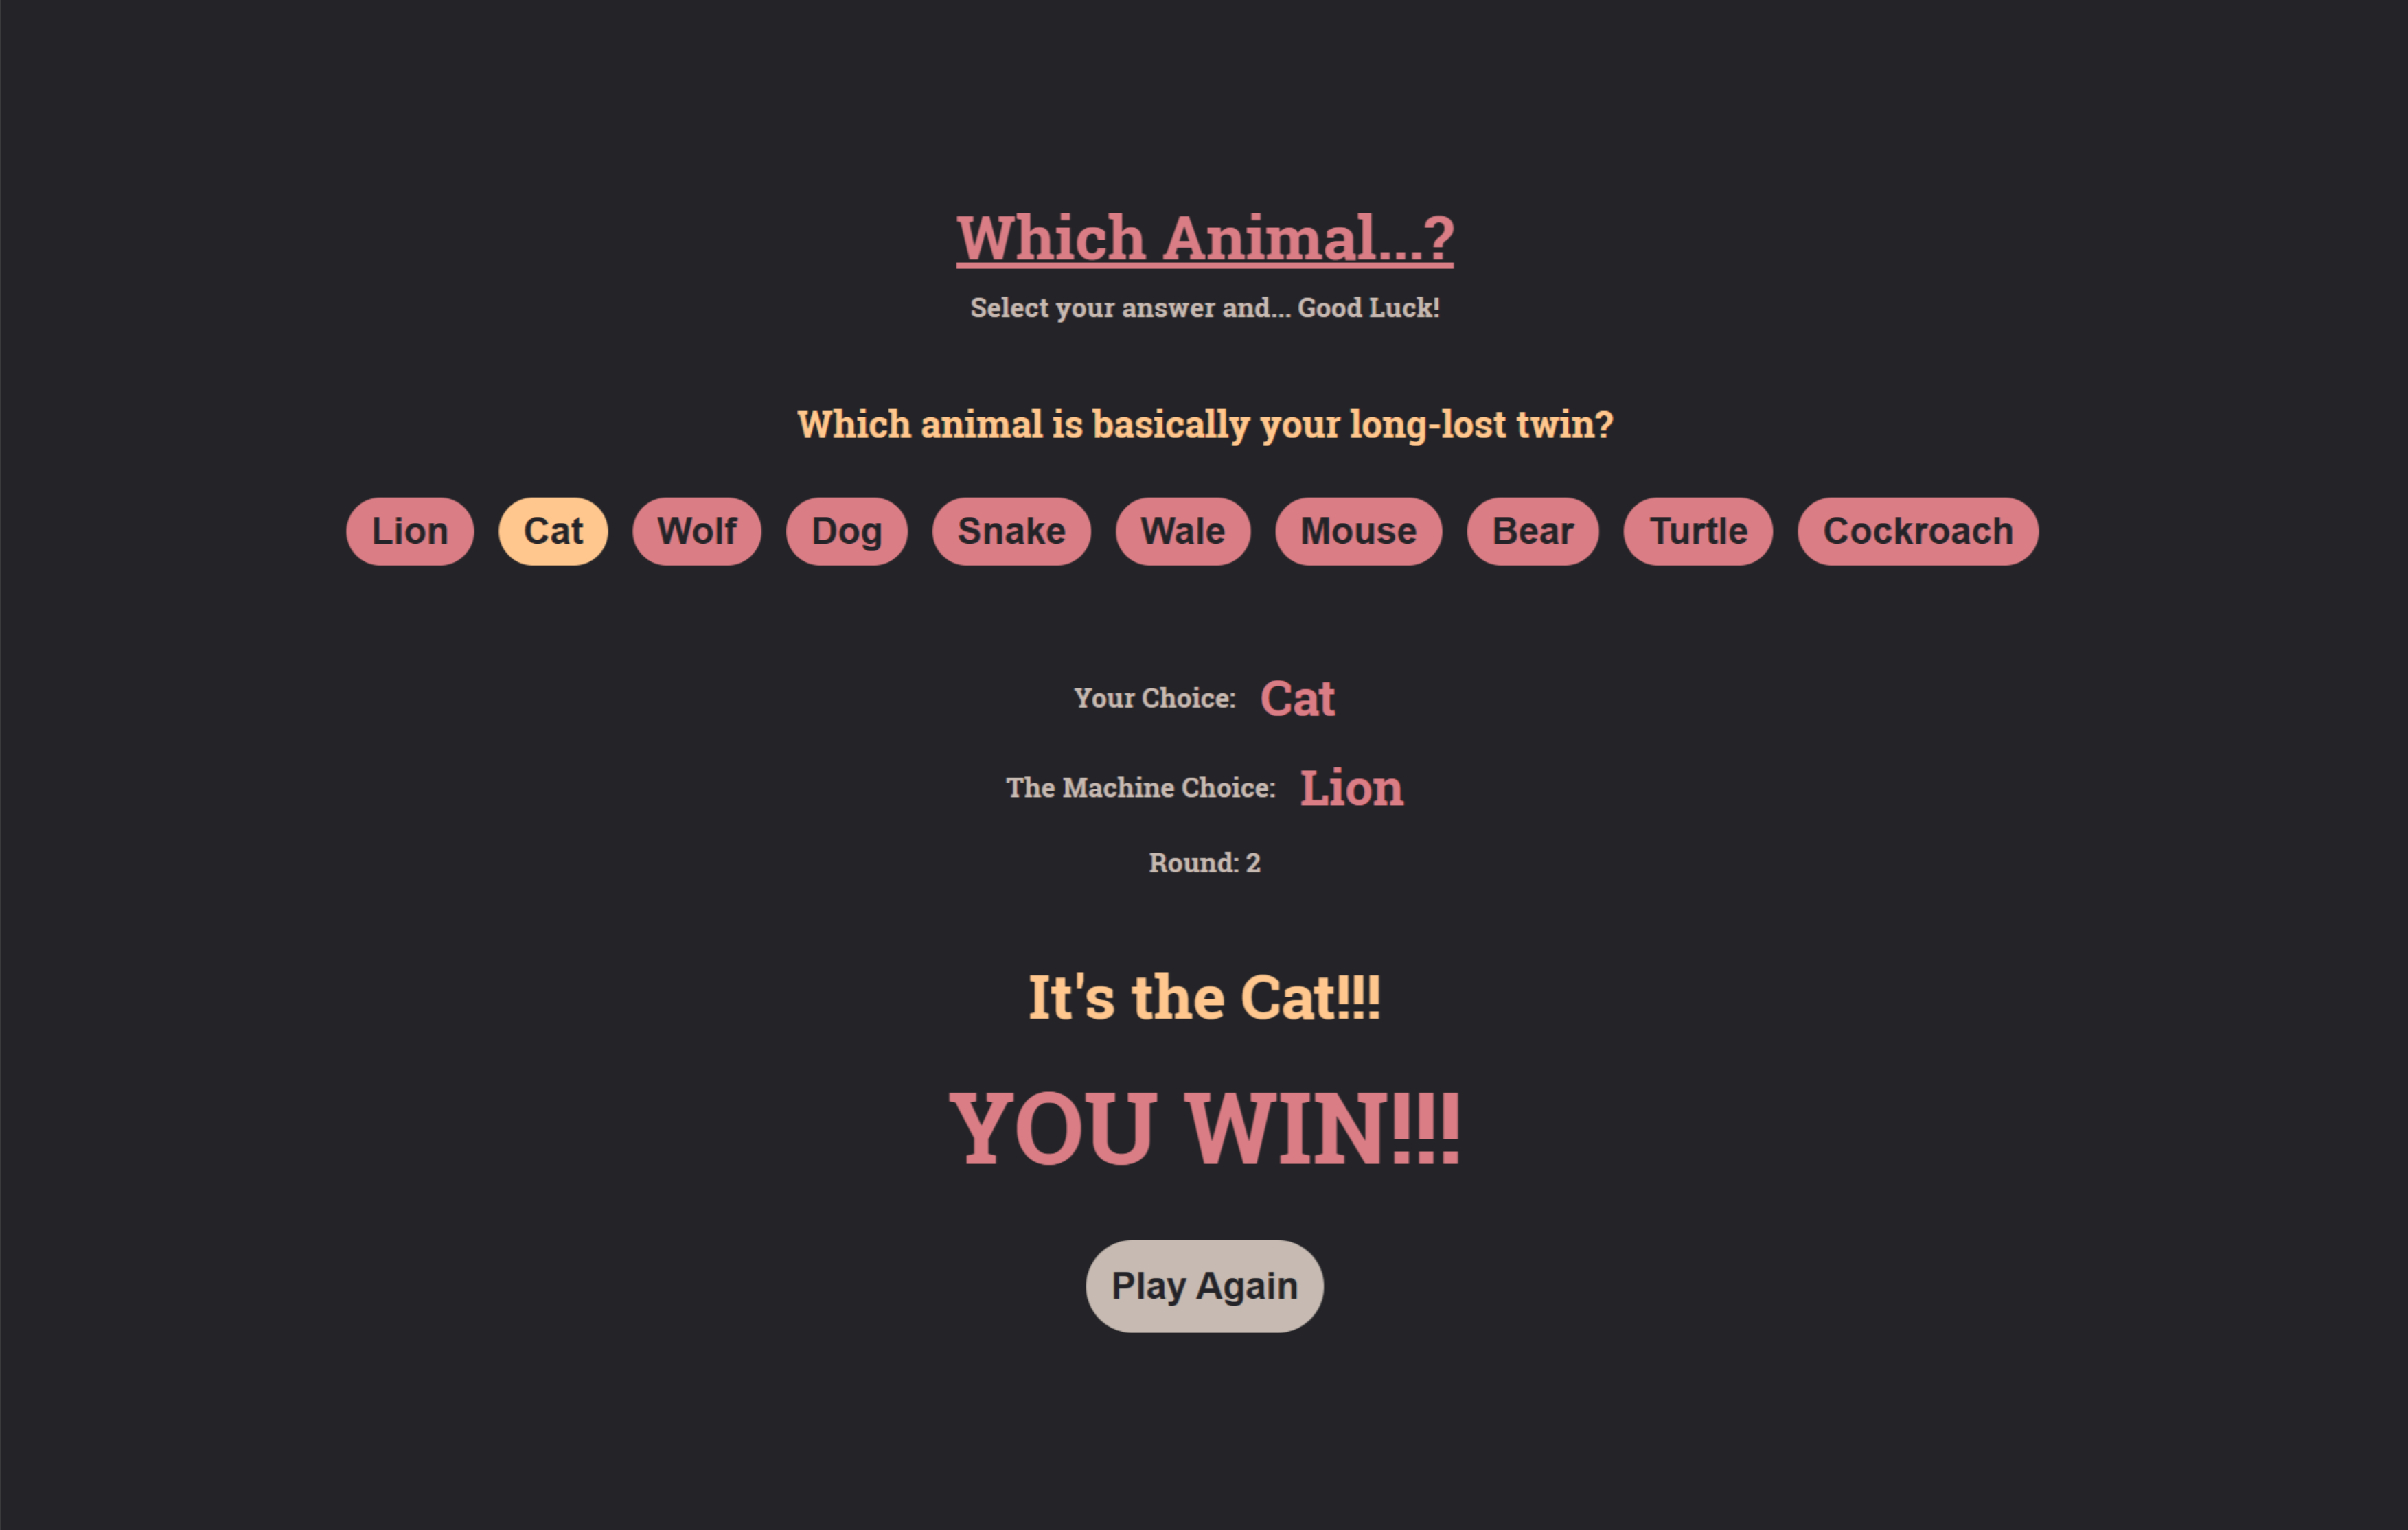 Which Animal...?
Select your answer and... Good Luck!
Which animal is basically your long-lost twin?
Lion Cat Wolf Dog Snake Wale Mouse Bear Turtle Cockroach
Your Choice: Cat
The Machine Choice: Lion
Round: 2
It's the Cat!!!
YOU WIN!!!
Play Again